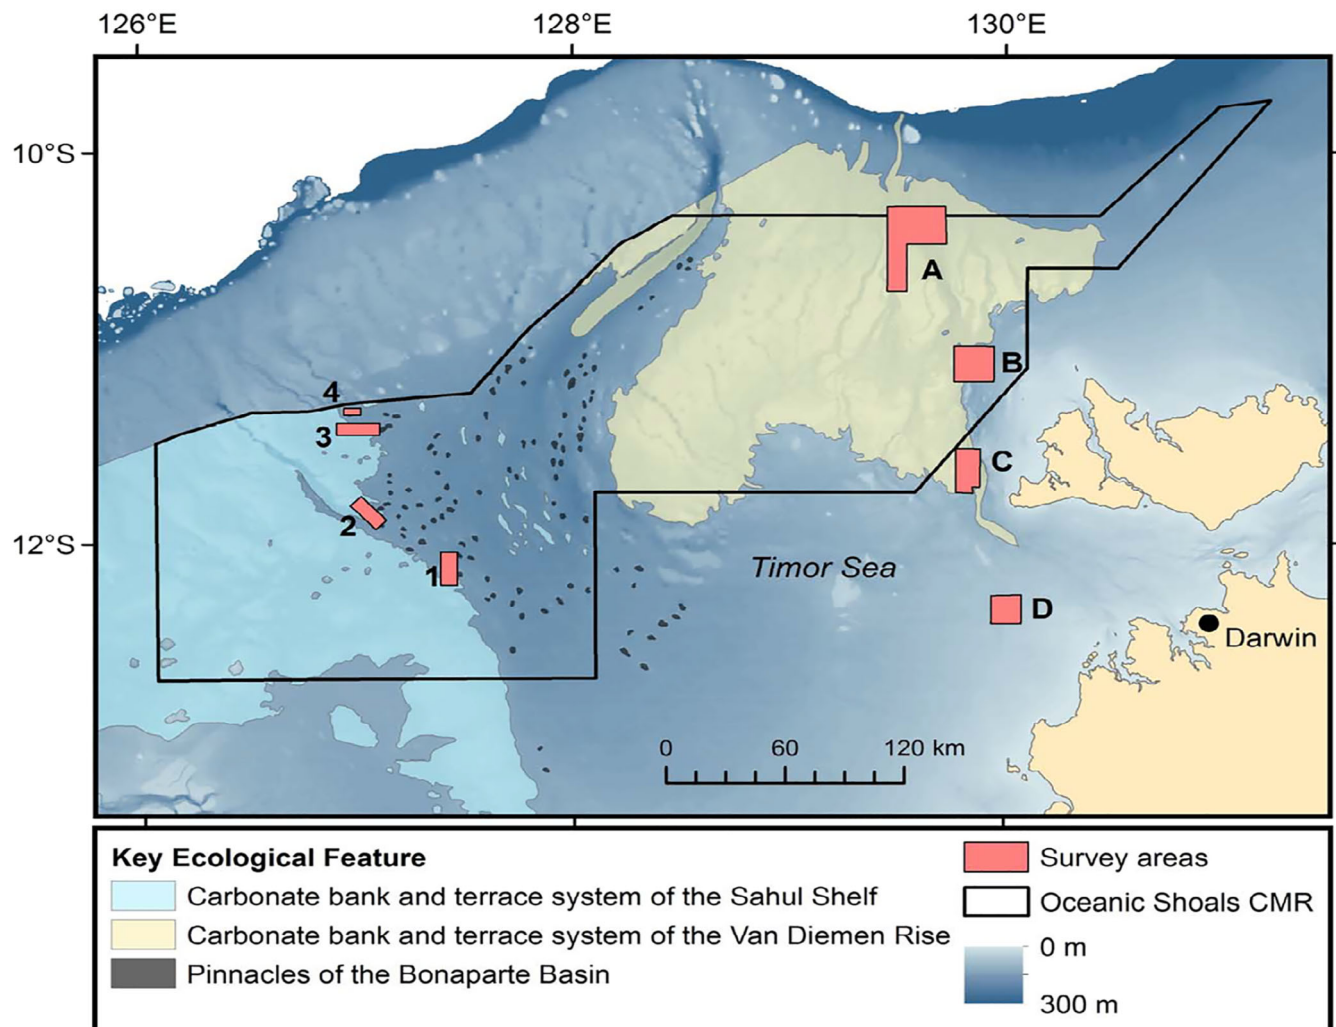 126°E 128°E 130°E
10°S
A
B
4
3
C
2
12°S
1
Timor Sea
D
Darwin
0 60 120 km
Key Ecological Feature
Carbonate bank and terrace system of the Sahul Shelf
Carbonate bank and terrace system of the Van Diemen Rise
Pinnacles of the Bonaparte Basin
Survey areas
Oceanic Shoals CMR
0 m
300 m